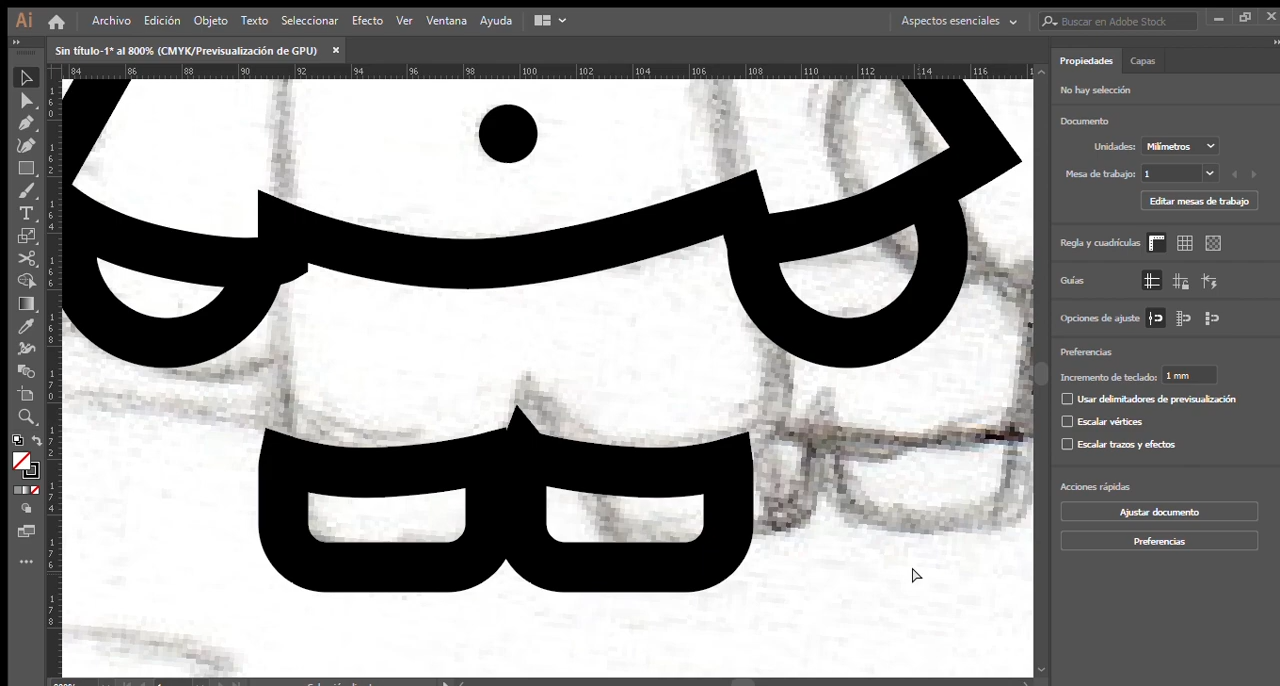 Ai Archivo Edición Objeto Texto Seleccionar Efecto Ver Ventana Ayuda Aspectos esenciales Buscar en Adobe Stock
Sin título-1* al 800% (CMYK/Previsualización de GPU) ×
84 86 88 90 92 94 96 98 100 102 104 106 108 110 112 114 116
Propiedades Capas
No hay selección
Documento
Unidades: Milímetros
Mesa de trabajo: 1
Editar mesas de trabajo
Regla y cuadrículas
Guías
Opciones de ajuste
Preferencias
Incremento de teclado: 1 mm
Usar delimitadores de previsualización
Escalar vértices
Escalar trazos y efectos
Acciones rápidas
Ajustar documento
Preferencias